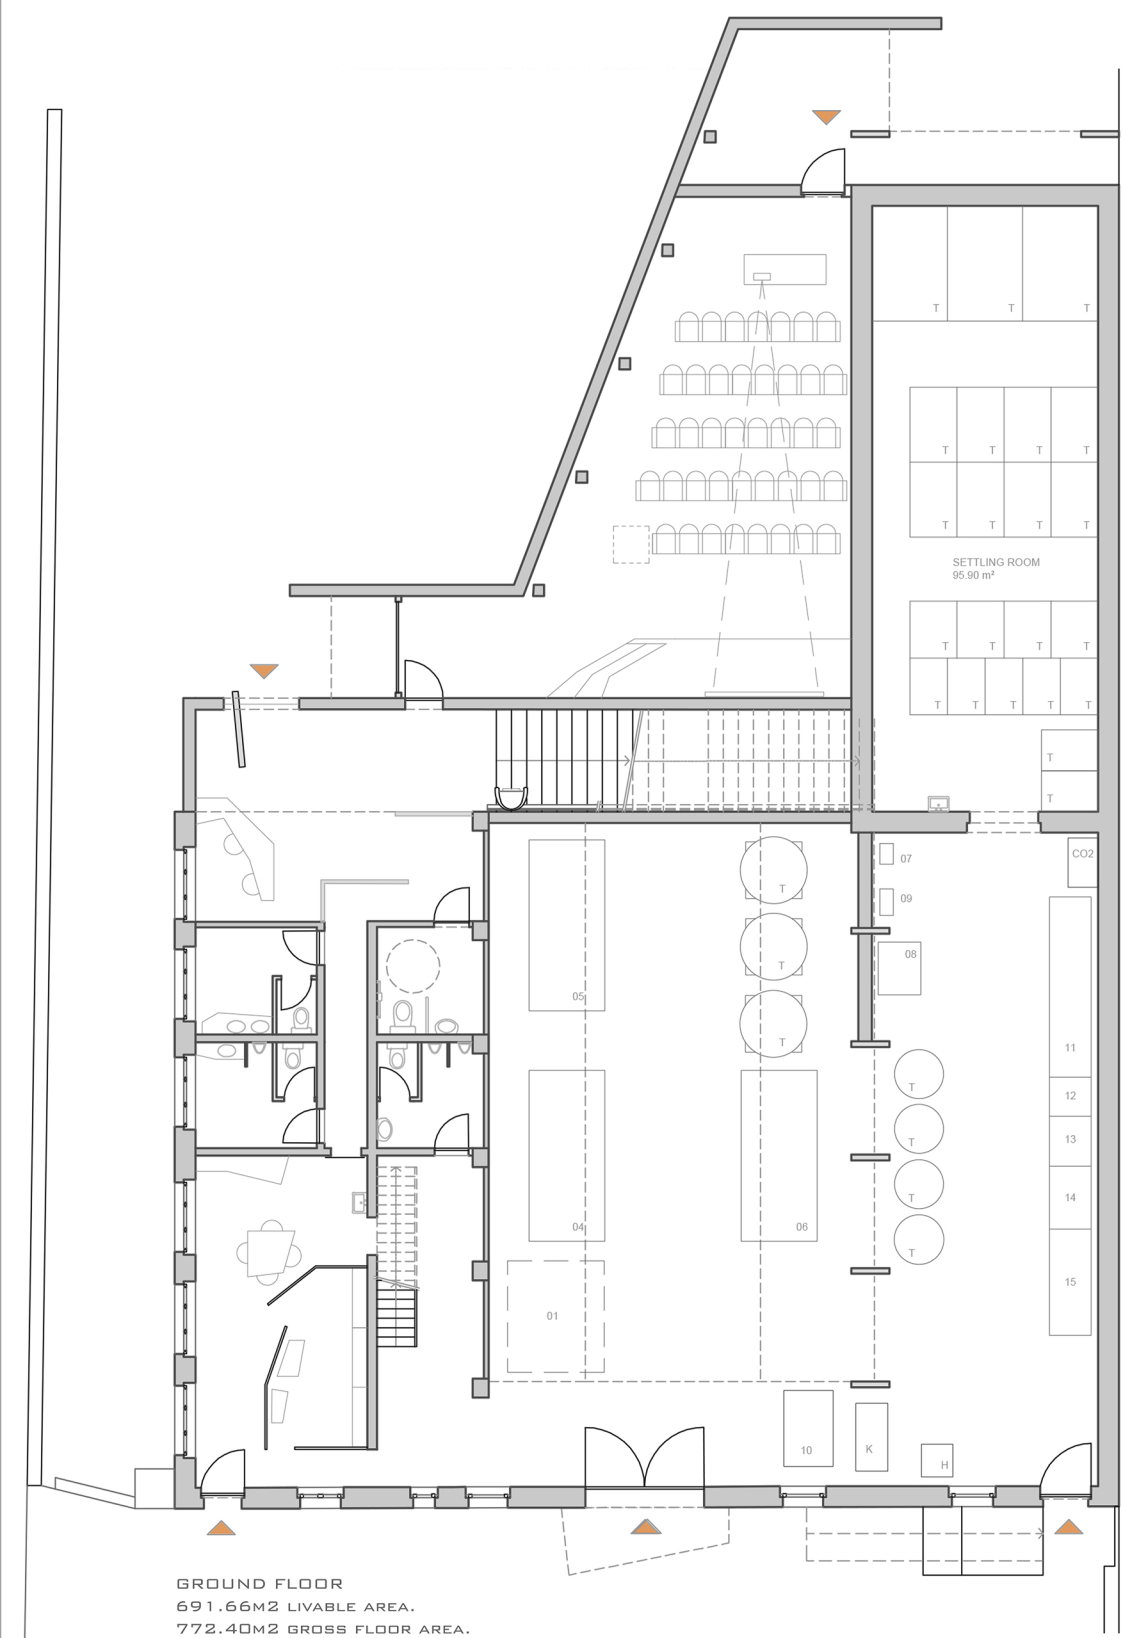 T T T
T T T T
T T T T
SETTLING ROOM
95.90 m²
T T T T
T T T T T
T
T
CO2
07
T
09
T
08
05
T
11
T
12
T
13
T
14
04
06
T
15
01
10
K
H
GROUND FLOOR
691.66M2 LIVABLE AREA.
772.40M2 GROSS FLOOR AREA.